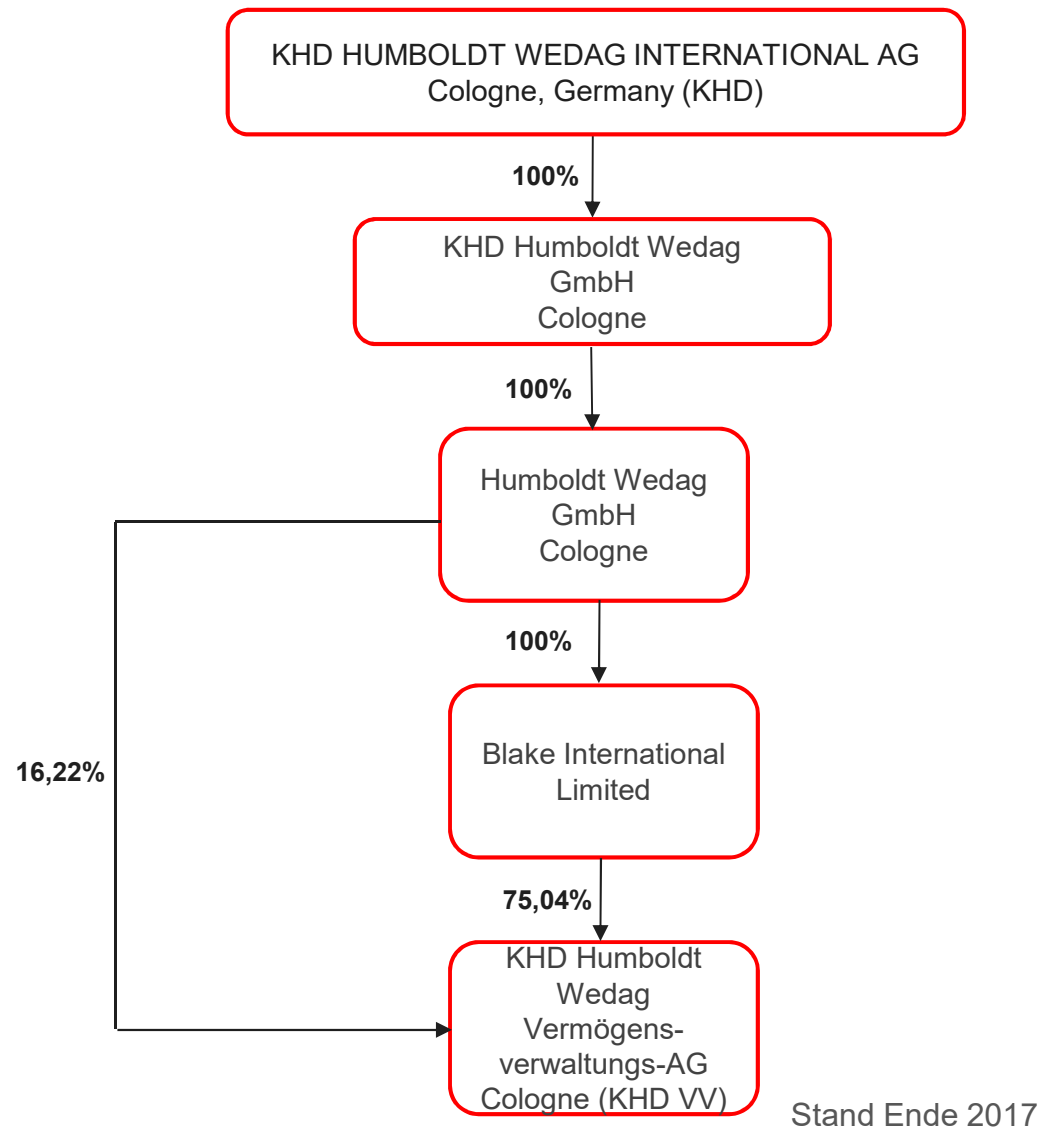 KHD HUMBOLDT WEDAG INTERNATIONAL AG
Cologne, Germany (KHD)
100%
KHD Humboldt Wedag
GmbH
Cologne
100%
Humboldt Wedag
GmbH
Cologne
100%
Blake International
Limited
16,22%
75,04%
KHD Humboldt
Wedag
Vermögens-
verwaltungs-AG
Cologne (KHD VV)
Stand Ende 2017